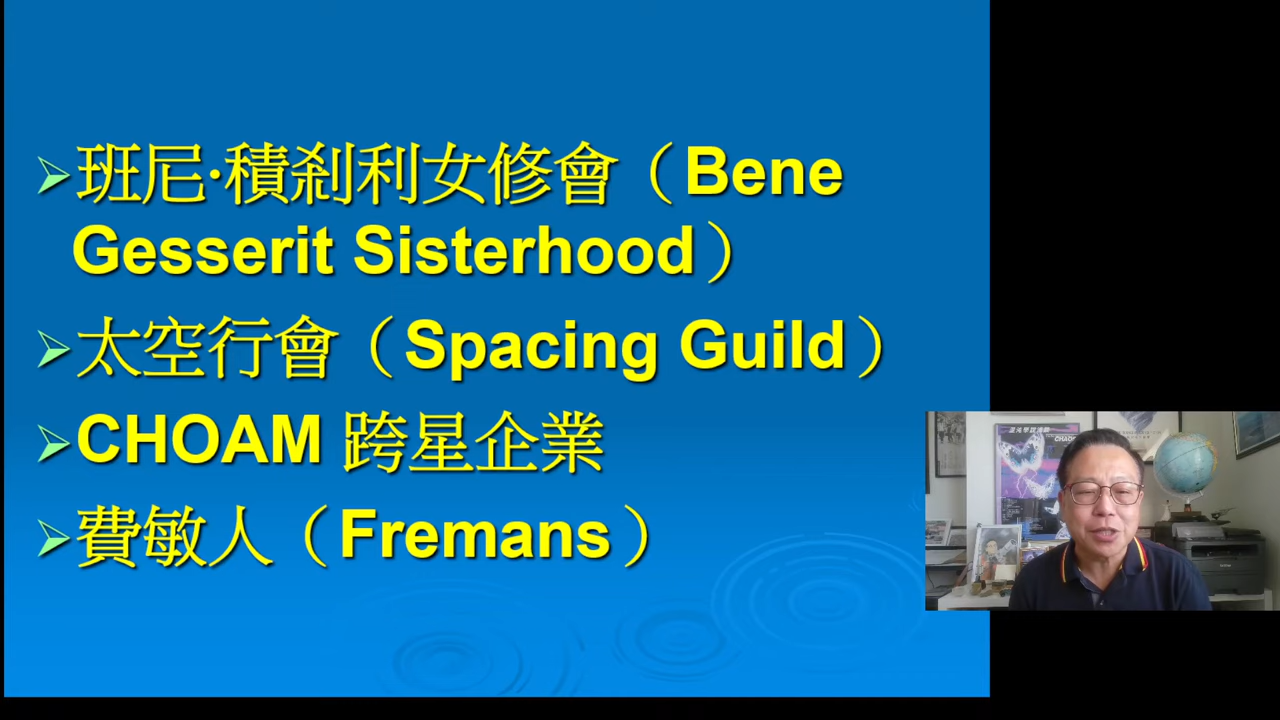 ➢班尼·積剎利女修會（Bene
Gesserit Sisterhood）
➢太空行會（Spacing Guild）
➢CHOAM 跨星企業
➢費敏人（Fremans）
CHAOS